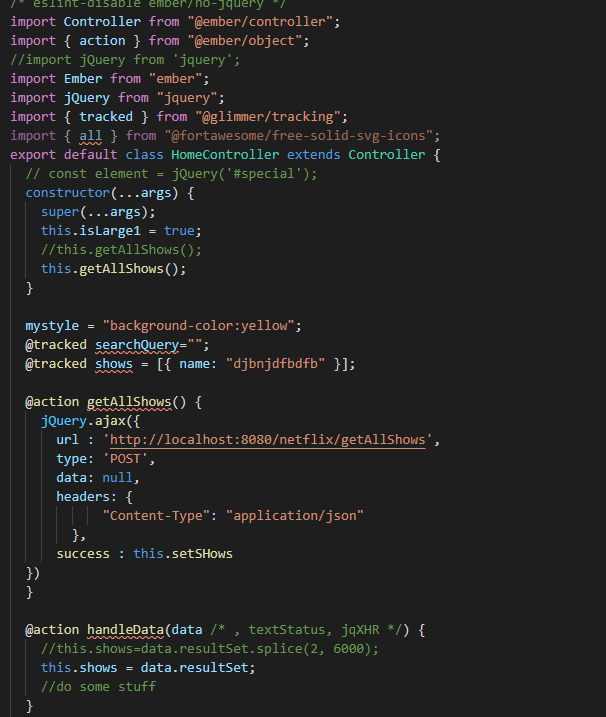 /* eslint-disable ember/no-jquery */
import Controller from "@ember/controller";
import { action } from "@ember/object";
//import jQuery from 'jquery';
import Ember from "ember";
import jQuery from "jquery";
import { tracked } from "@glimmer/tracking";
import { all } from "@fortawesome/free-solid-svg-icons";
export default class HomeController extends Controller {
  // const element = jQuery('#special');
  constructor(...args) {
    super(...args);
    this.isLarge1 = true;
    //this.getAllShows();
    this.getAllShows();
  }

  mystyle = "background-color:yellow";
  @tracked searchQuery="";
  @tracked shows = [{ name: "djbnjdfbdfb" }];

  @action getAllShows() {
    jQuery.ajax({
      url : 'http://localhost:8080/netflix/getAllShows',
      type: 'POST',
      data: null,
      headers: {
            "Content-Type": "application/json"
        },
      success : this.setSHows
  })
  }

  @action handleData(data /* , textStatus, jqXHR */) {
    //this.shows=data.resultSet.splice(2, 6000);
    this.shows = data.resultSet;
    //do some stuff
  }